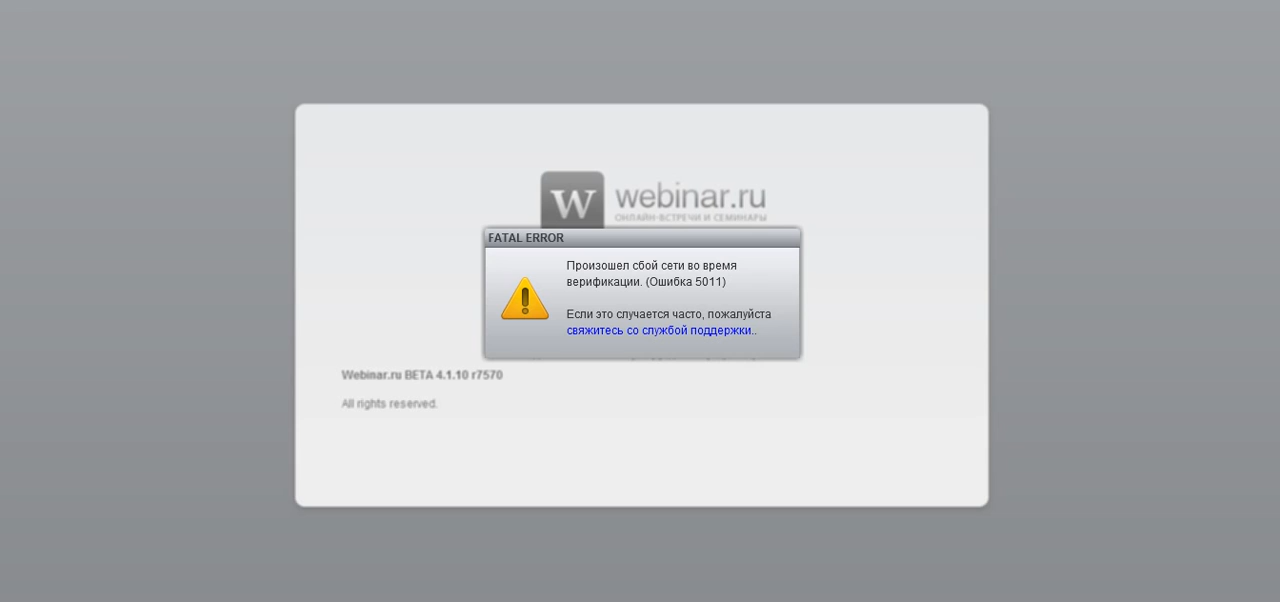 W webinar.ru
ОНЛАЙН-ВСТРЕЧИ И СЕМИНАРЫ
FATAL ERROR
Произошел сбой сети во время
верификации. (Ошибка 5011)
Если это случается часто, пожалуйста
свяжитесь со службой поддержки..
Webinar.ru BETA 4.1.10 r7570
All rights reserved.